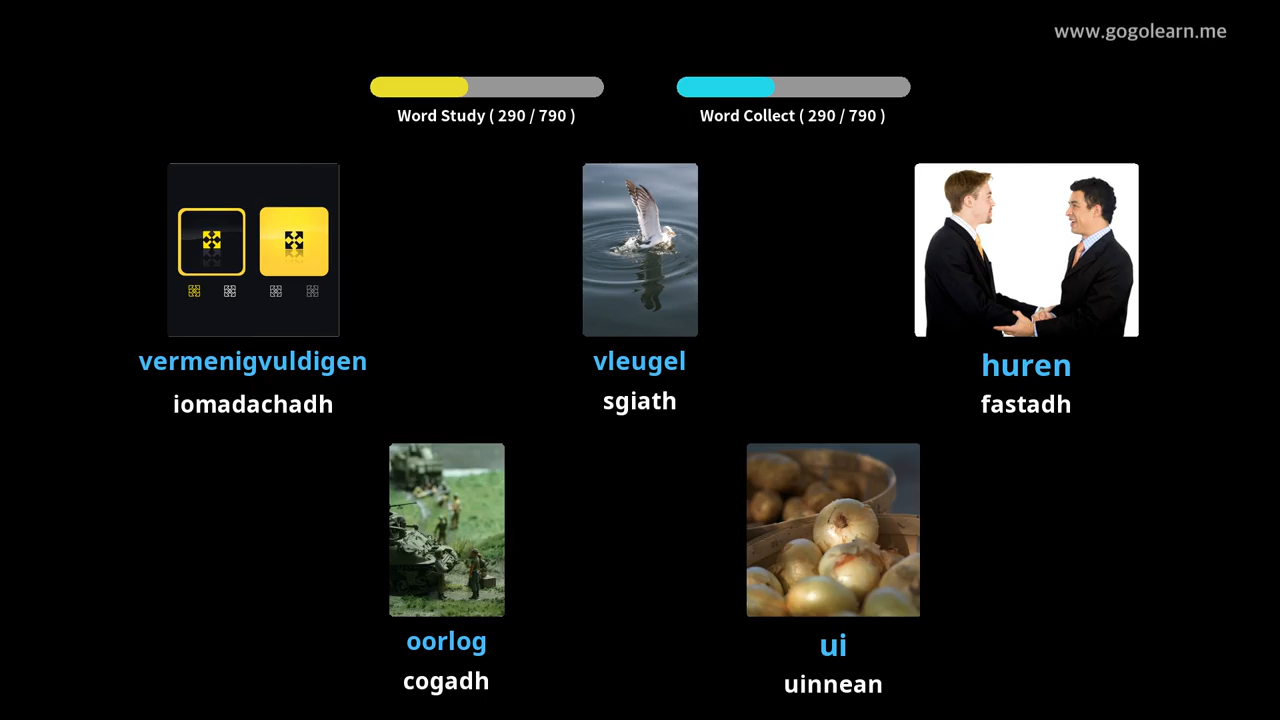 www.gogolearn.me
Word Study ( 290 / 790 )
Word Collect ( 290 / 790 )
vermenigvuldigen
iomadachadh
vleugel
sgiath
huren
fastadh
oorlog
cogadh
ui
uinnean